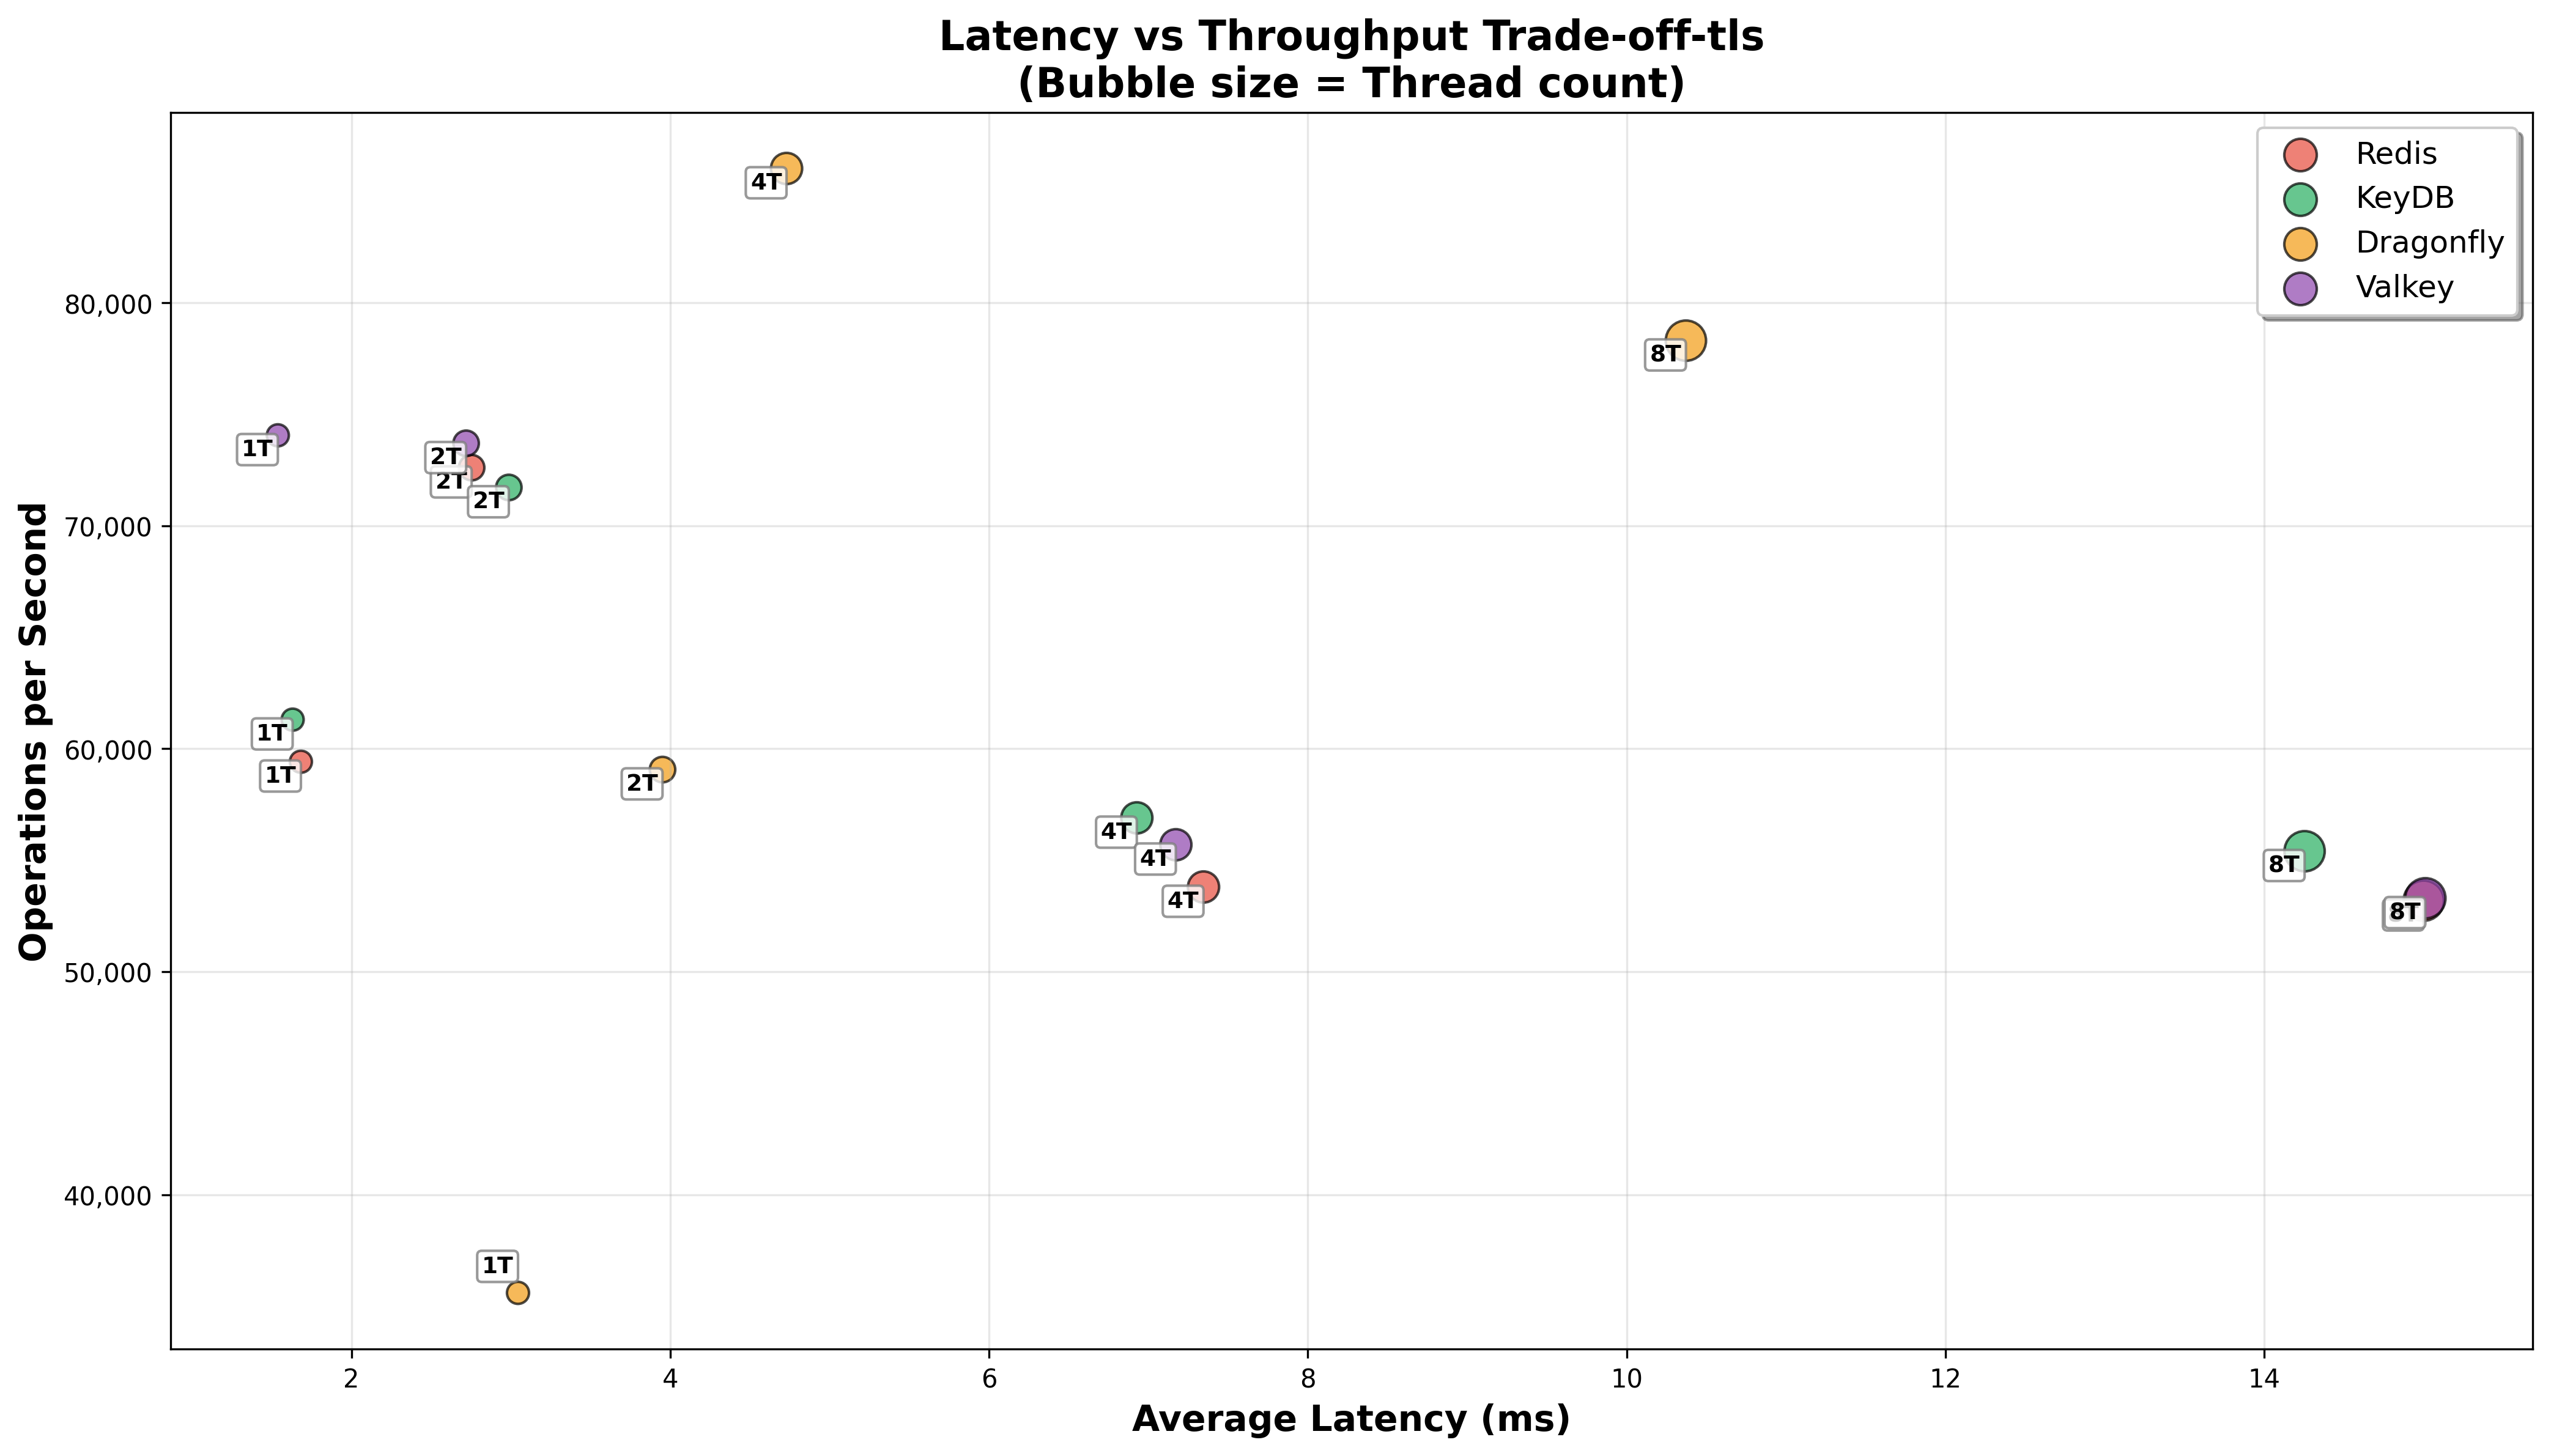 Latency vs Throughput Trade-off-tls
(Bubble size = Thread count)
Redis
KeyDB
Dragonfly
Valkey
Operations per Second
80,000
70,000
60,000
50,000
40,000
4T
8T
1T
2T
2T
2T
1T
1T
2T
4T
4T
4T
8T
8T
1T
2
4
6
8
10
12
14
Average Latency (ms)